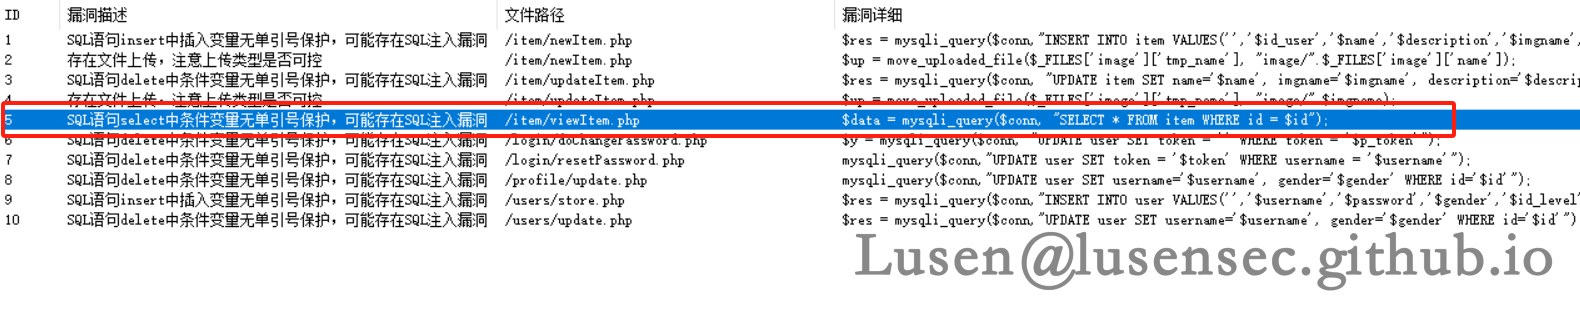 ID 漏洞描述 文件路径 漏洞详细
1 SQL语句insert中插入变量无单引号保护，可能存在SQL注入漏洞 /item/newItem.php $res = mysqli_query($conn,"INSERT INTO item VALUES('','$id_user','$name','$description','$imgname',
2 存在文件上传，注意上传类型是否可控 /item/newItem.php $up = move_uploaded_file($_FILES['image']['tmp_name'], "image/".$_FILES['image']['name']);
3 SQL语句delete中条件变量无单引号保护，可能存在SQL注入漏洞 /item/updateItem.php $res = mysqli_query($conn, "UPDATE item SET name='$name', imgname='$imgname', description='$descrip
4 存在文件上传，注意上传类型是否可控 /item/updateItem.php $up = move_uploaded_file($_FILES['image']['tmp_name'], "image/".$imgname);
5 SQL语句select中条件变量无单引号保护，可能存在SQL注入漏洞 /item/viewItem.php $data = mysqli_query($conn, "SELECT * FROM item WHERE id = $id");
6 SQL语句delete中条件变量无单引号保护，可能存在SQL注入漏洞 /login/doChangePassword.php $y = mysqli_query($conn, "UPDATE user SET token = '' WHERE token = '$p_token'");
7 SQL语句delete中条件变量无单引号保护，可能存在SQL注入漏洞 /login/resetPassword.php mysqli_query($conn,"UPDATE user SET token = '$token' WHERE username = '$username'");
8 SQL语句delete中条件变量无单引号保护，可能存在SQL注入漏洞 /profile/update.php mysqli_query($conn,"UPDATE user SET username='$username', gender='$gender' WHERE id='$id'");
9 SQL语句insert中插入变量无单引号保护，可能存在SQL注入漏洞 /users/store.php $res = mysqli_query($conn,"INSERT INTO user VALUES('','$username','$password','$gender','$id_level'
10 SQL语句delete中条件变量无单引号保护，可能存在SQL注入漏洞 /users/update.php $res = mysqli_query($conn,"UPDATE user SET username='$username', gender='$gender' WHERE id='$id'")
Lusen@lusensec.github.io